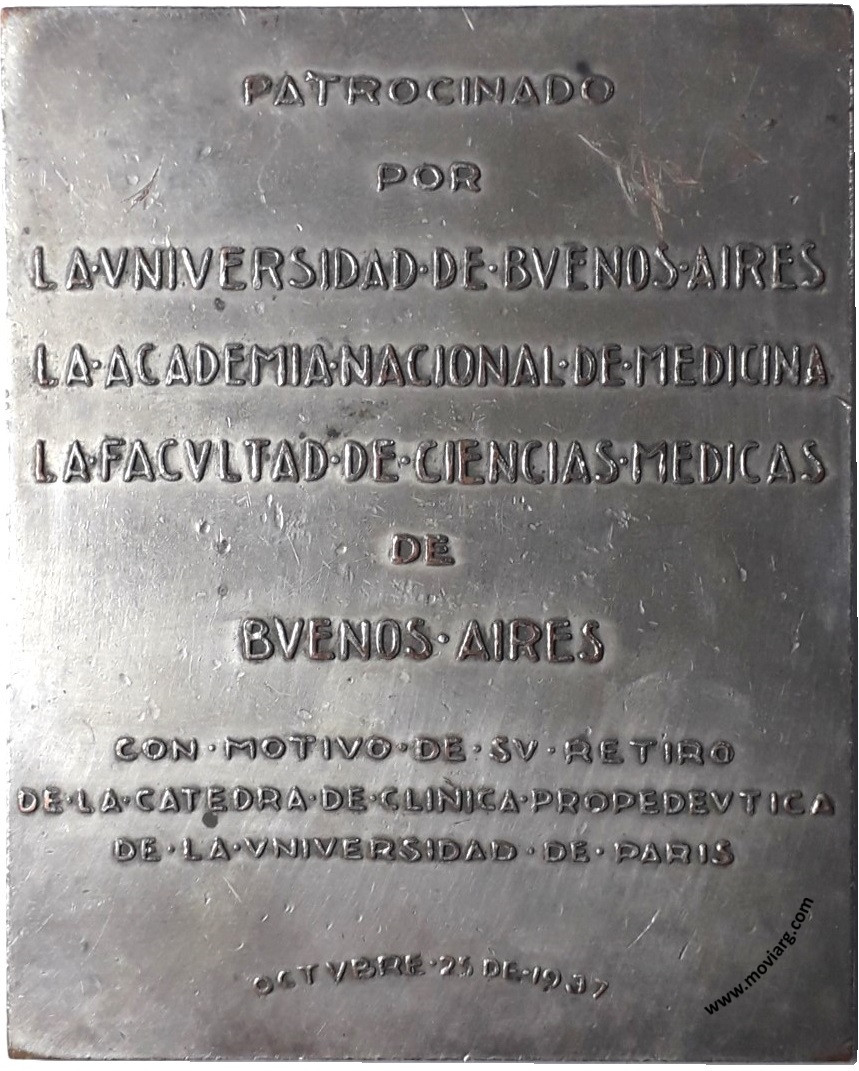 PATROCINADO
POR
LA·VNIVERSIDAD·DE·BVENOS·AIRES
LA·ACADEMIA·NACIONAL·DE·MEDICINA
LA·FACVLTAD·DE·CIENCIAS·MEDICAS
DE
BVENOS·AIRES
CON·MOTIVO·DE·SV·RETIRO
DE·LA·CATEDRA·DE·CLINICA·PROPEDEVTICA
DE·LA·VNIVERSIDAD·DE·PARIS
OCTVBRE·23 DE·1937
www.moviarg.com